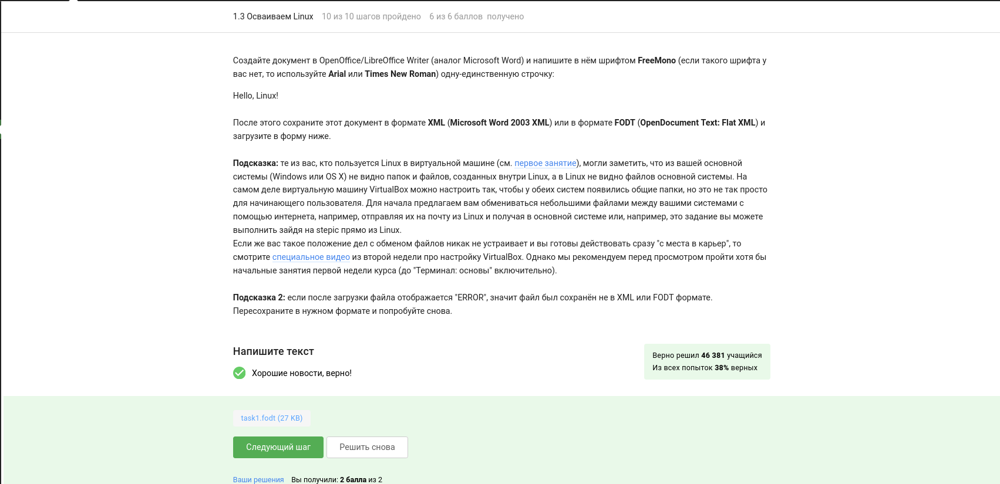 1.3 Осваиваем Linux 10 из 10 шагов пройдено 6 из 6 баллов получено
Создайте документ в OpenOffice/LibreOffice Writer (аналог Microsoft Word) и напишите в нём шрифтом FreeMono (если такого шрифта у
вас нет, то используйте Arial или Times New Roman) одну-единственную строчку:
Hello, Linux!
После этого сохраните этот документ в формате XML (Microsoft Word 2003 XML) или в формате FODT (OpenDocument Text: Flat XML) и
загрузите в форму ниже.
Подсказка: те из вас, кто пользуется Linux в виртуальной машине (см. первое занятие), могли заметить, что из вашей основной
системы (Windows или OS X) не видно папок и файлов, созданных внутри Linux, а в Linux не видно файлов основной системы. На
самом деле виртуальную машину VirtualBox можно настроить так, чтобы у обеих систем появились общие папки, но это не так просто
для начинающего пользователя. Для начала предлагаем вам обмениваться небольшими файлами между вашими системами с
помощью интернета, например, отправляя их на почту из Linux и получая в основной системе или, например, это задание вы можете
выполнить зайдя на stepic прямо из Linux.
Если же вас такое положение дел с обменом файлов никак не устраивает и вы готовы действовать сразу "с места в карьер", то
смотрите специальное видео из второй недели про настройку VirtualBox. Однако мы рекомендуем перед просмотром пройти хотя бы
начальные занятия первой недели курса (до "Терминал: основы" включительно).
Подсказка 2: если после загрузки файла отображается "ERROR", значит файл был сохранён не в XML или FODT формате.
Пересохраните в нужном формате и попробуйте снова.
Напишите текст
Хорошие новости, верно!
Верно решил 46 381 учащийся
Из всех попыток 38% верных
task1.fodt (27 KB)
Следующий шаг Решить снова
Ваши решения Вы получили: 2 балла из 2